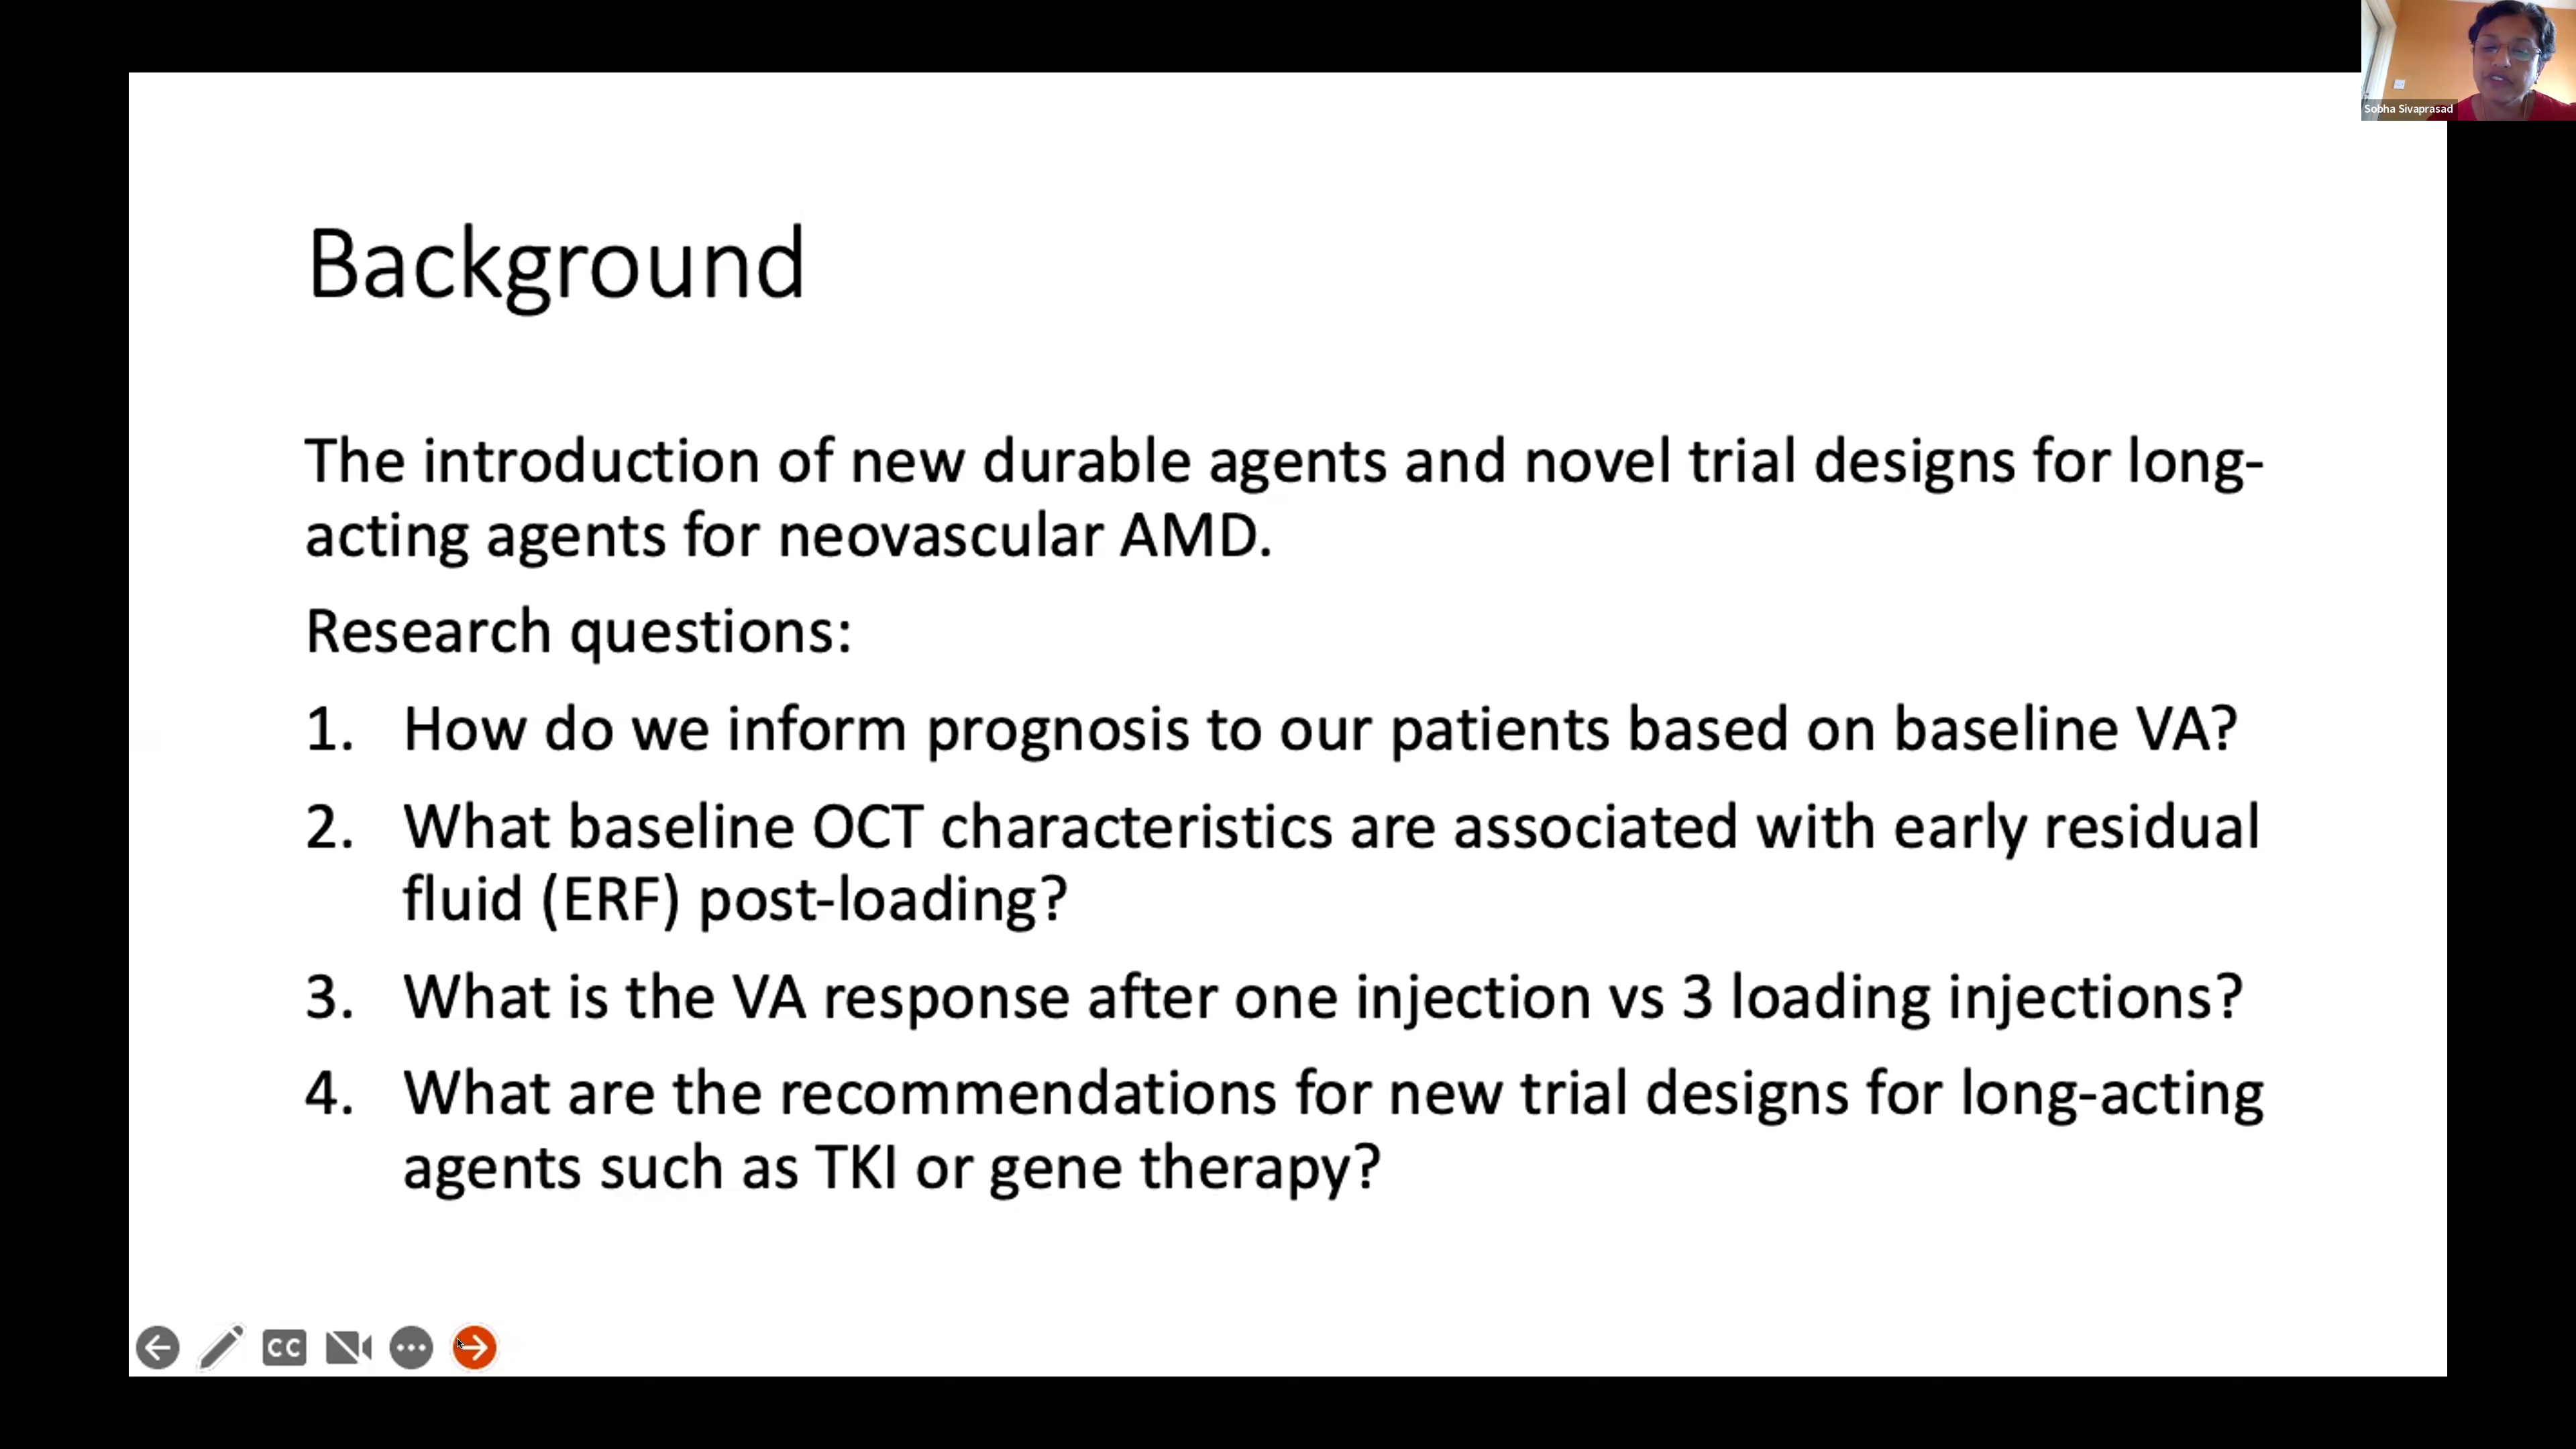 Sobha Sivaprasad
Background
The introduction of new durable agents and novel trial designs for long-
acting agents for neovascular AMD.
Research questions:
1. How do we inform prognosis to our patients based on baseline VA?
2. What baseline OCT characteristics are associated with early residual
fluid (ERF) post-loading?
3. What is the VA response after one injection vs 3 loading injections?
4. What are the recommendations for new trial designs for long-acting
agents such as TKI or gene therapy?
CC